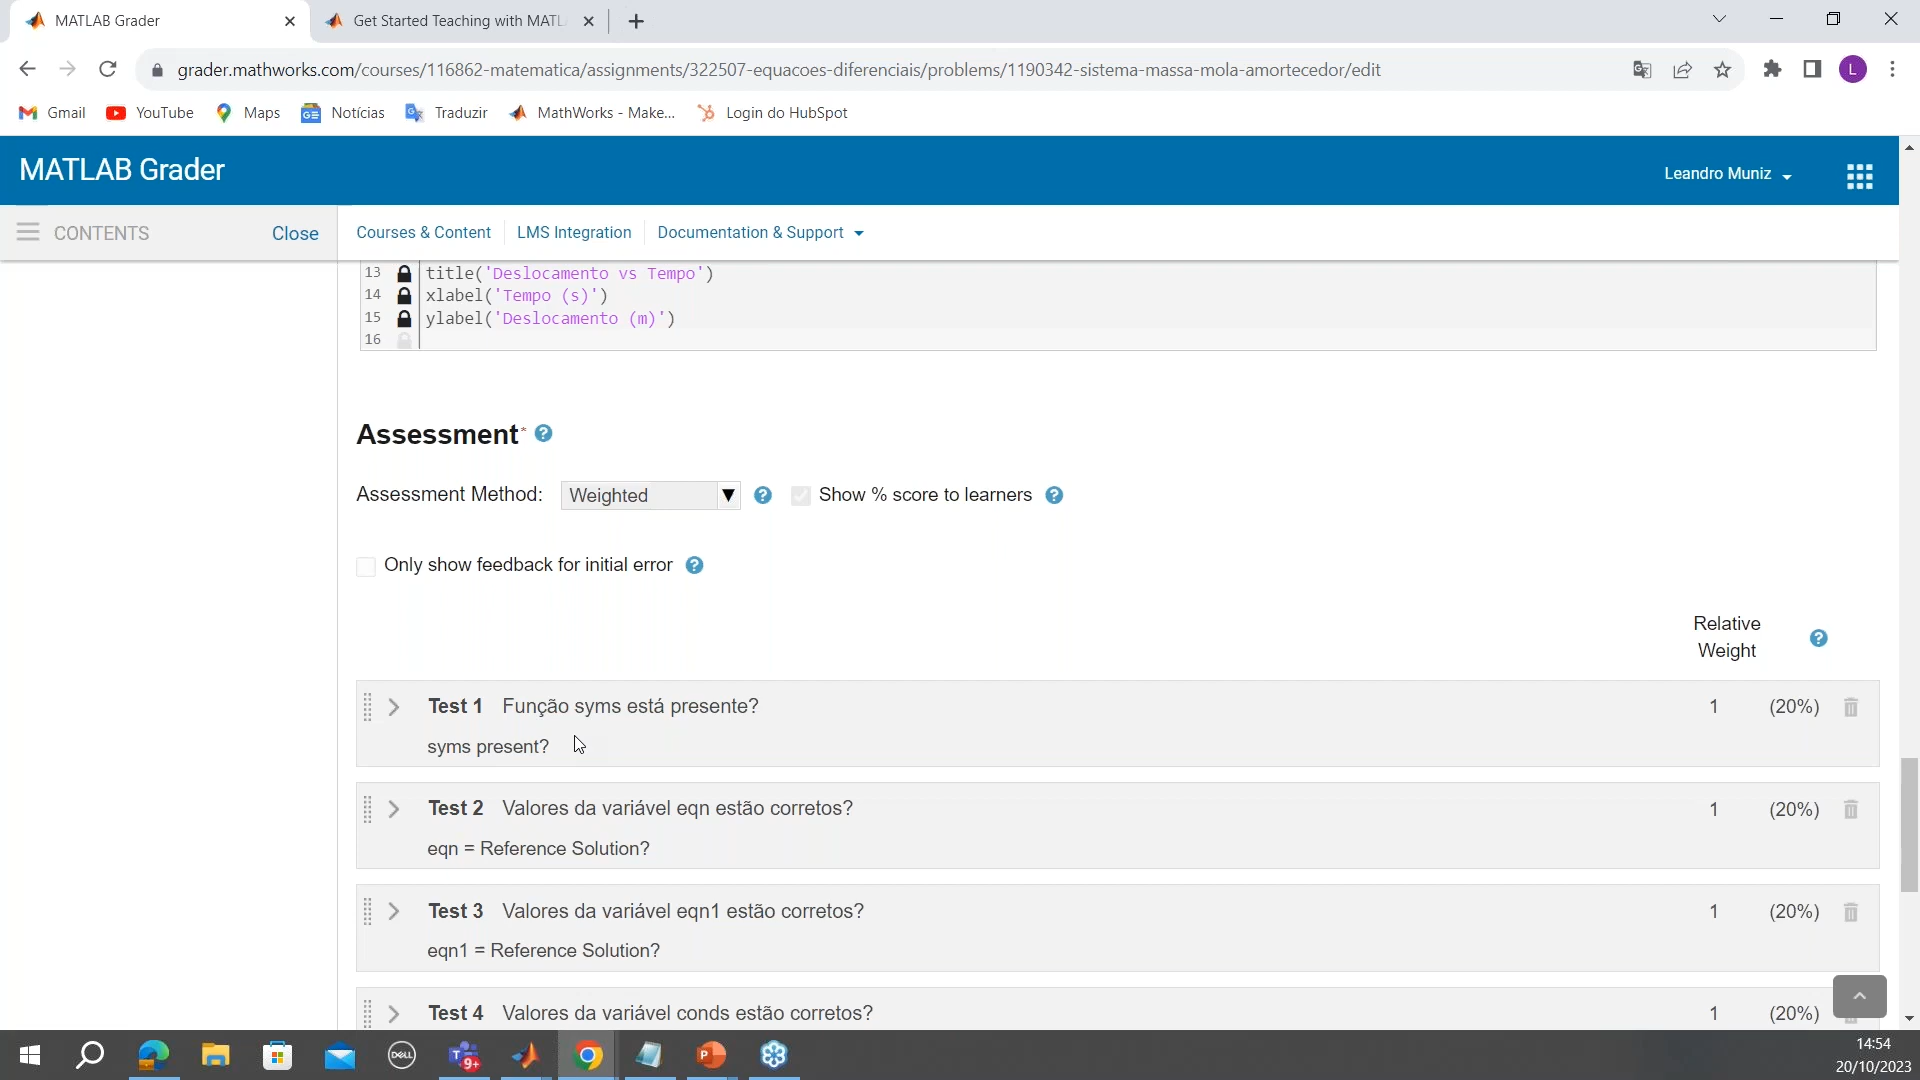 MATLAB Grader
Get Started Teaching with MATL
grader.mathworks.com/courses/116862-matematica/assignments/322507-equacoes-diferenciais/problems/1190342-sistema-massa-mola-amortecedor/edit
L
Gmail YouTube Maps Notícias Traduzir MathWorks - Make... Login do HubSpot
MATLAB Grader
Leandro Muniz
CONTENTS Close
Courses & Content LMS Integration Documentation & Support
13 title('Deslocamento vs Tempo')
14 xlabel('Tempo (s)')
15 ylabel('Deslocamento (m)')
16
Assessment*
Assessment Method: Weighted Show % score to learners
Only show feedback for initial error
Relative
Weight
Test 1 Função syms está presente? 1 (20%)
syms present?
Test 2 Valores da variável eqn estão corretos? 1 (20%)
eqn = Reference Solution?
Test 3 Valores da variável eqn1 estão corretos? 1 (20%)
eqn1 = Reference Solution?
Test 4 Valores da variável conds estão corretos? 1 (20%)
DELL
9+
14:54
20/10/2023